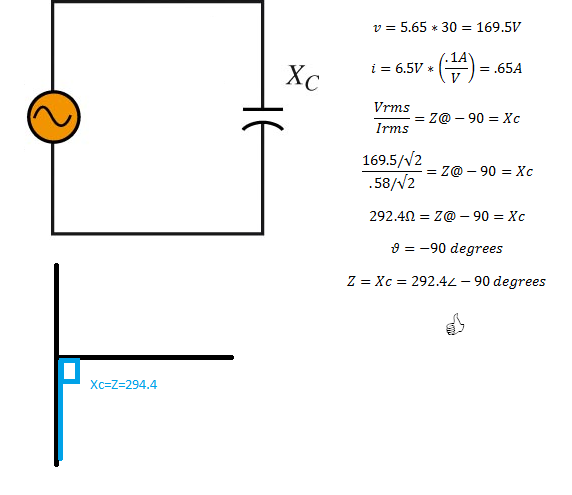 X_C
v = 5.65 * 30 = 169.5V
i = 6.5V * (.1A/V) = .65A
Vrms/Irms = Z@ − 90 = Xc
169.5/√2 / .58/√2 = Z@ − 90 = Xc
292.4Ω = Z@ − 90 = Xc
𝜗 = −90 degrees
Z = Xc = 292.4∠ − 90 degrees
Xc=Z=294.4